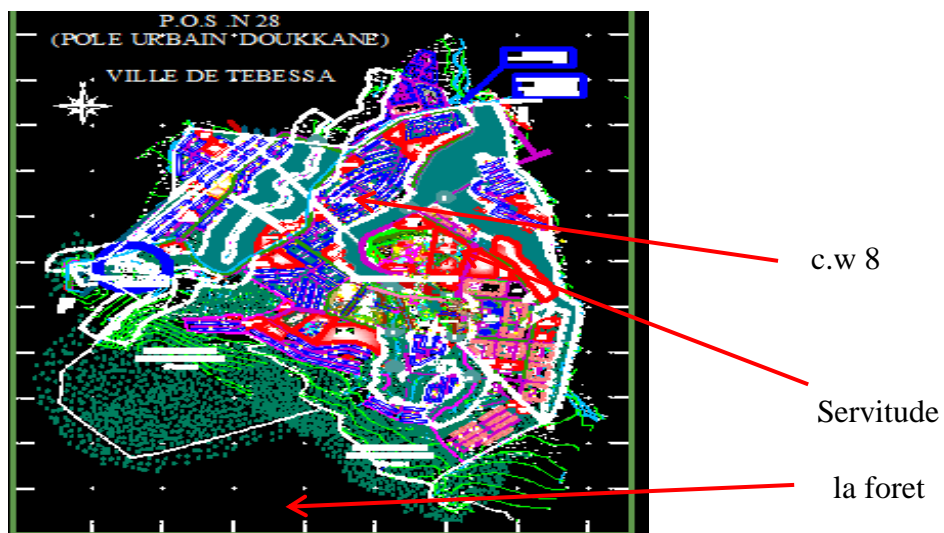 P.O.S .N 28
(POLE URBAIN DOUKKANE)
VILLE DE TEBESSA
c.w 8
Servitude
la foret